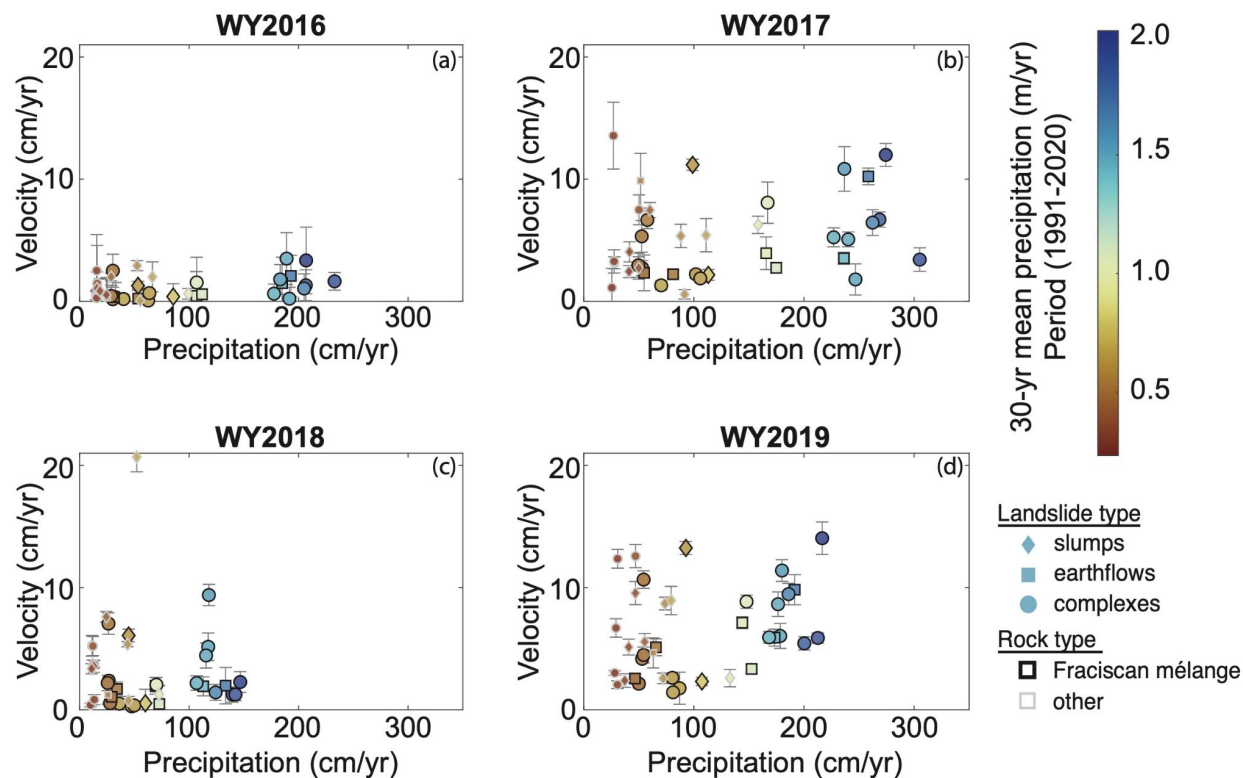 WY2016
(a)
Velocity (cm/yr)
20
10
0
0
100
200
300
Precipitation (cm/yr)
WY2017
(b)
Velocity (cm/yr)
20
10
0
0
100
200
300
Precipitation (cm/yr)
WY2018
(c)
Velocity (cm/yr)
20
10
0
0
100
200
300
Precipitation (cm/yr)
WY2019
(d)
Velocity (cm/yr)
20
10
0
0
100
200
300
Precipitation (cm/yr)
30-yr mean precipitation (m/yr)
Period (1991-2020)
2.0
1.5
1.0
0.5
Landslide type
slumps
earthflows
complexes
Rock type
Fraciscan mélange
other